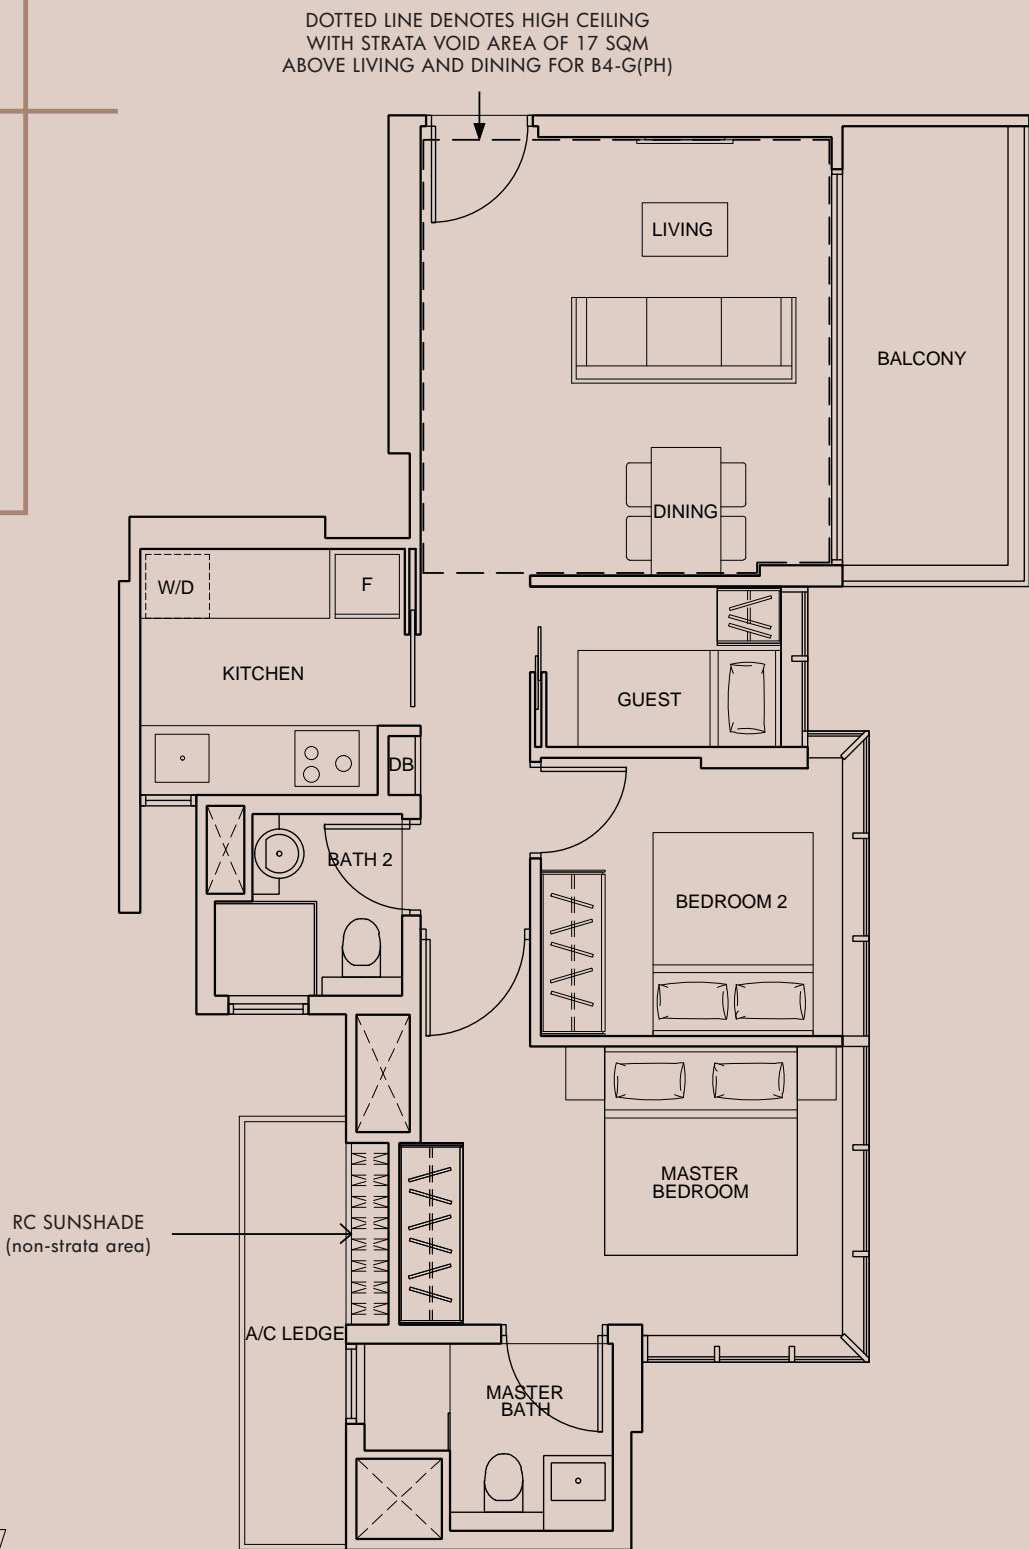 DOTTED LINE DENOTES HIGH CEILING
WITH STRATA VOID AREA OF 17 SQM
ABOVE LIVING AND DINING FOR B4-G(PH)
LIVING
BALCONY
DINING
W/D
F
KITCHEN
GUEST
DB
BATH 2
BEDROOM 2
MASTER
BEDROOM
RC SUNSHADE
(non-strata area)
A/C LEDGE
MASTER
BATH